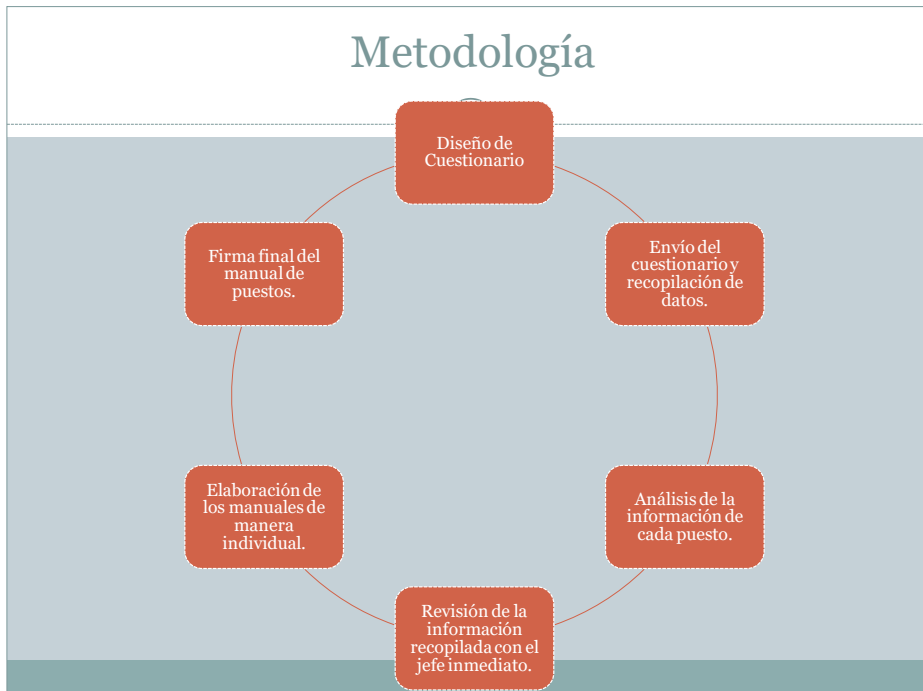 Metodología
Diseño de
Cuestionario
Envío del
cuestionario y
recopilación de
datos.
Análisis de la
información de
cada puesto.
Revisión de la
información
recopilada con el
jefe inmediato.
Elaboración de
los manuales de
manera
individual.
Firma final del
manual de
puestos.